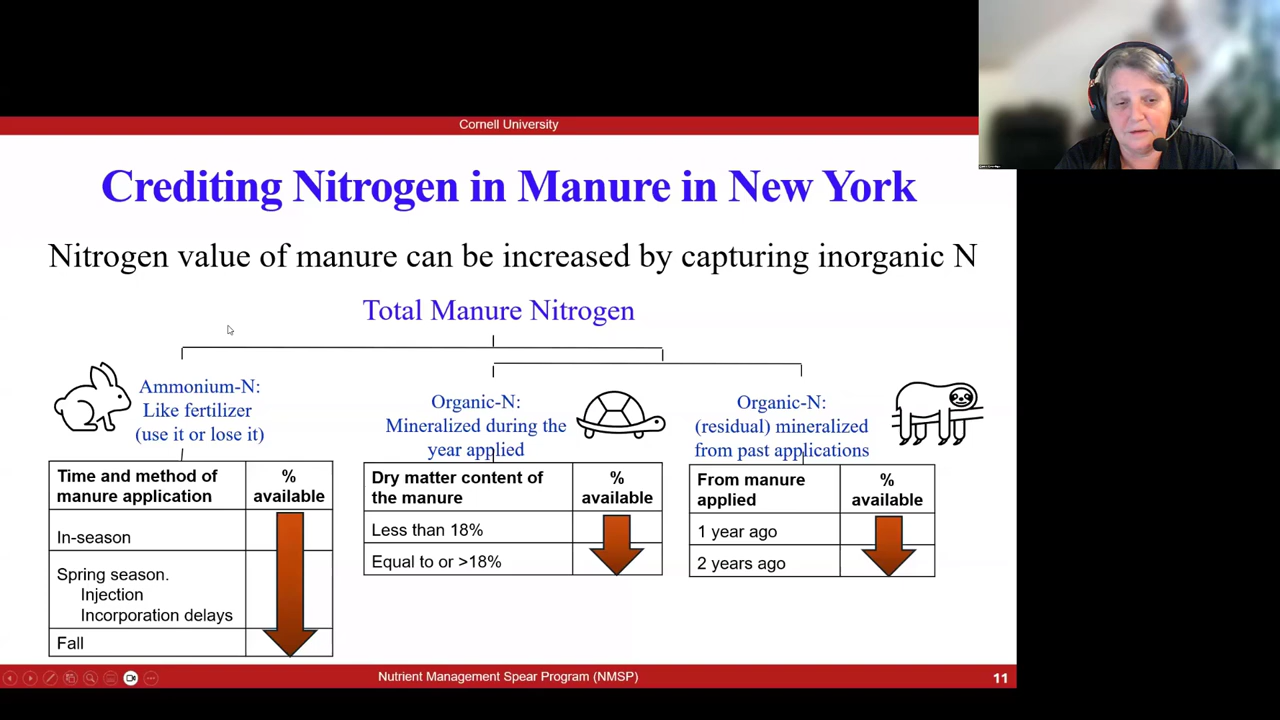 Cornell University
Crediting Nitrogen in Manure in New York
Nitrogen value of manure can be increased by capturing inorganic N
Total Manure Nitrogen
Ammonium-N:
Like fertilizer
(use it or lose it)
Time and method of
manure application
%
available
In-season
Spring season.
Injection
Incorporation delays
Fall
Organic-N:
Mineralized during the
year applied
Dry matter content of
the manure
%
available
Less than 18%
Equal to or >18%
Organic-N:
(residual) mineralized
from past applications
From manure
applied
%
available
1 year ago
2 years ago
Nutrient Management Spear Program (NMSP)
11